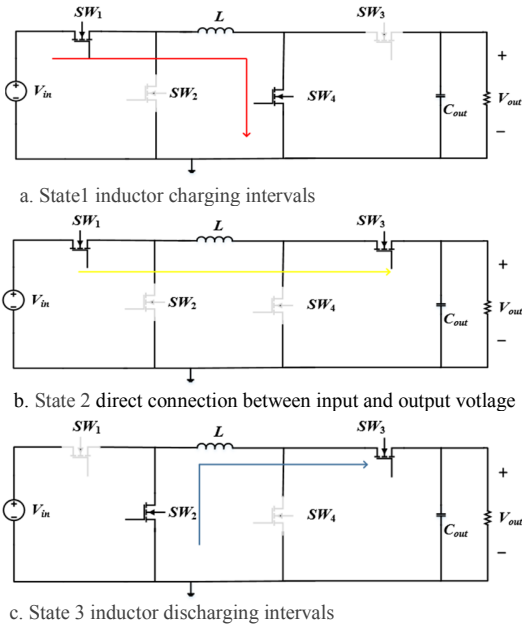 SW1 L SW3
Vin SW2 SW4 Cout + Vout −
a. State1 inductor charging intervals
SW1 L SW3
Vin SW2 SW4 Cout + Vout −
b. State 2 direct connection between input and output votlage
SW1 L SW3
Vin SW2 SW4 Cout + Vout −
c. State 3 inductor discharging intervals